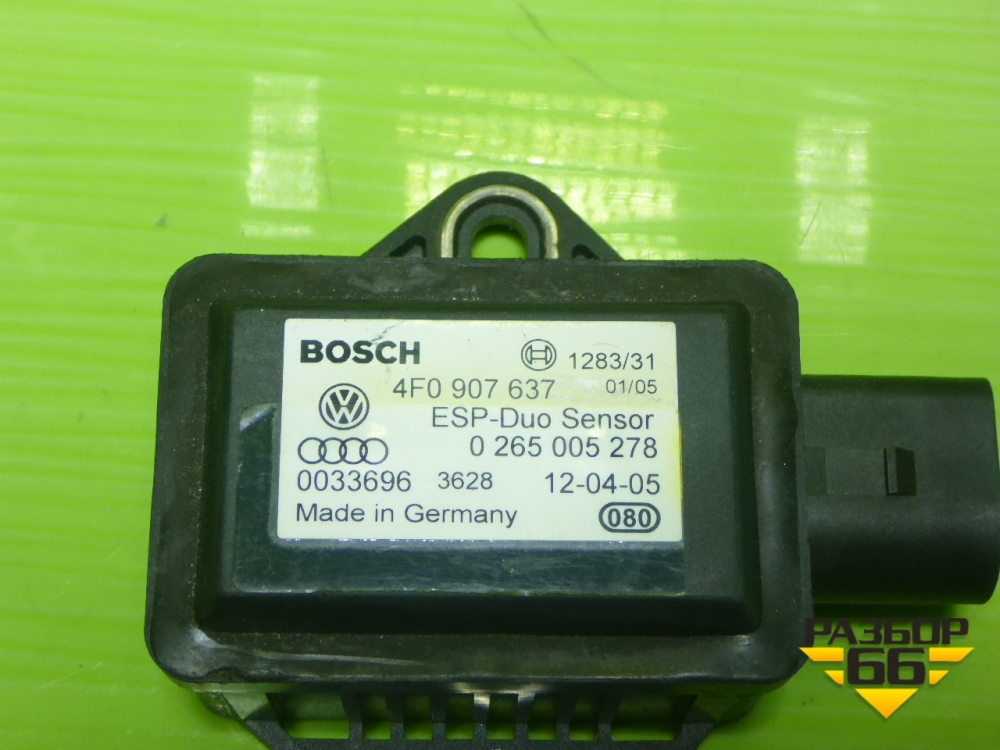 BOSCH 1283/31
4F0 907 637 01/05
ESP-Duo Sensor
0 265 005 278
0033696 3628 12-04-05
Made in Germany 080
РАЗБОР
66